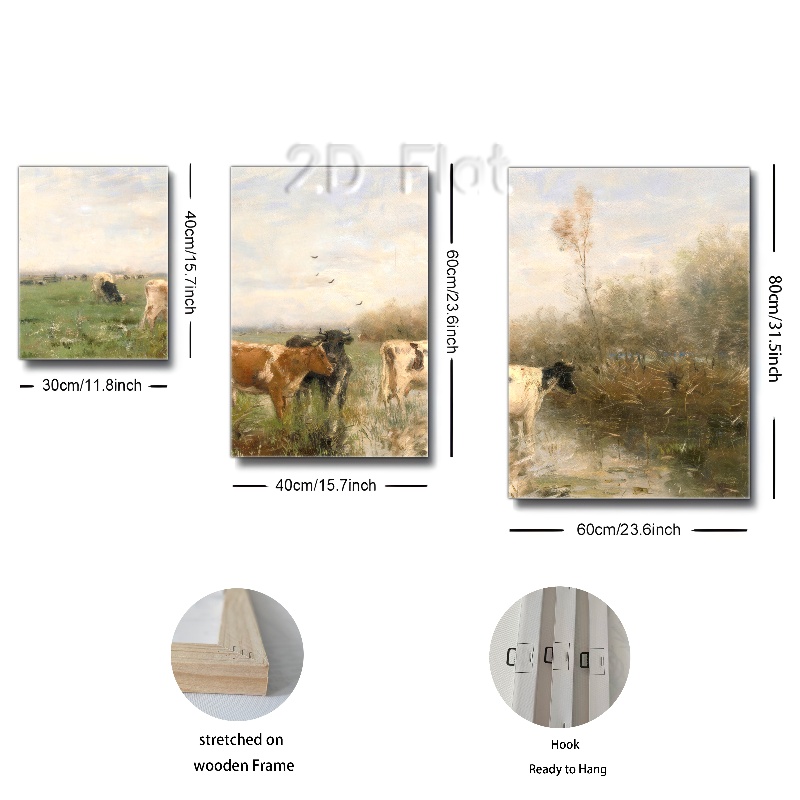 2D Flat
40cm/15.7inch
30cm/11.8inch
60cm/23.6inch
40cm/15.7inch
80cm/31.5inch
60cm/23.6inch
stretched on
wooden Frame
Hook
Ready to Hang